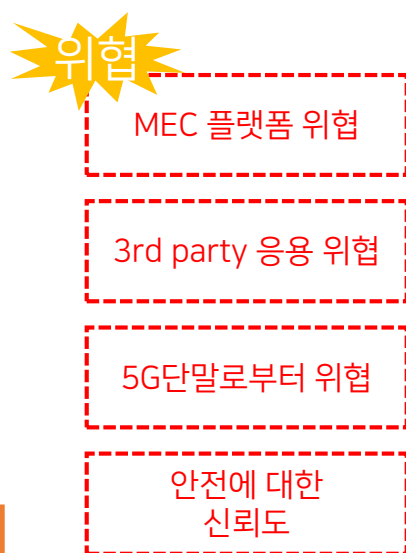 위협
MEC 플랫폼 위협
3rd party 응용 위협
5G단말로부터 위협
안전에 대한
신뢰도